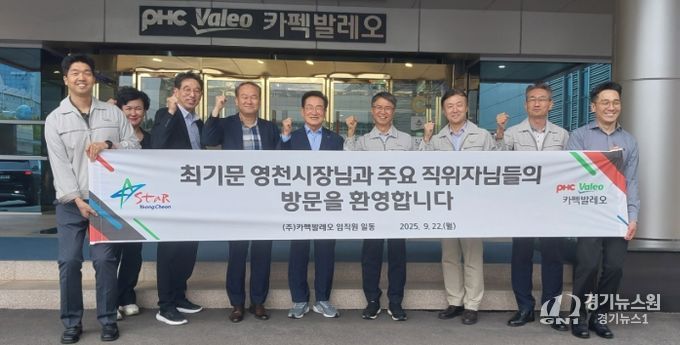 PHC Valeo 카펙발레오
최기문 영천시장님과 주요 직위자님들의
방문을 환영합니다
STAR
YeongCheon
PHC Valeo
카펙발레오
(주)카펙발레오 임직원 일동 2025. 9. 22.(월)
경기뉴스원
GN1 경기뉴스1